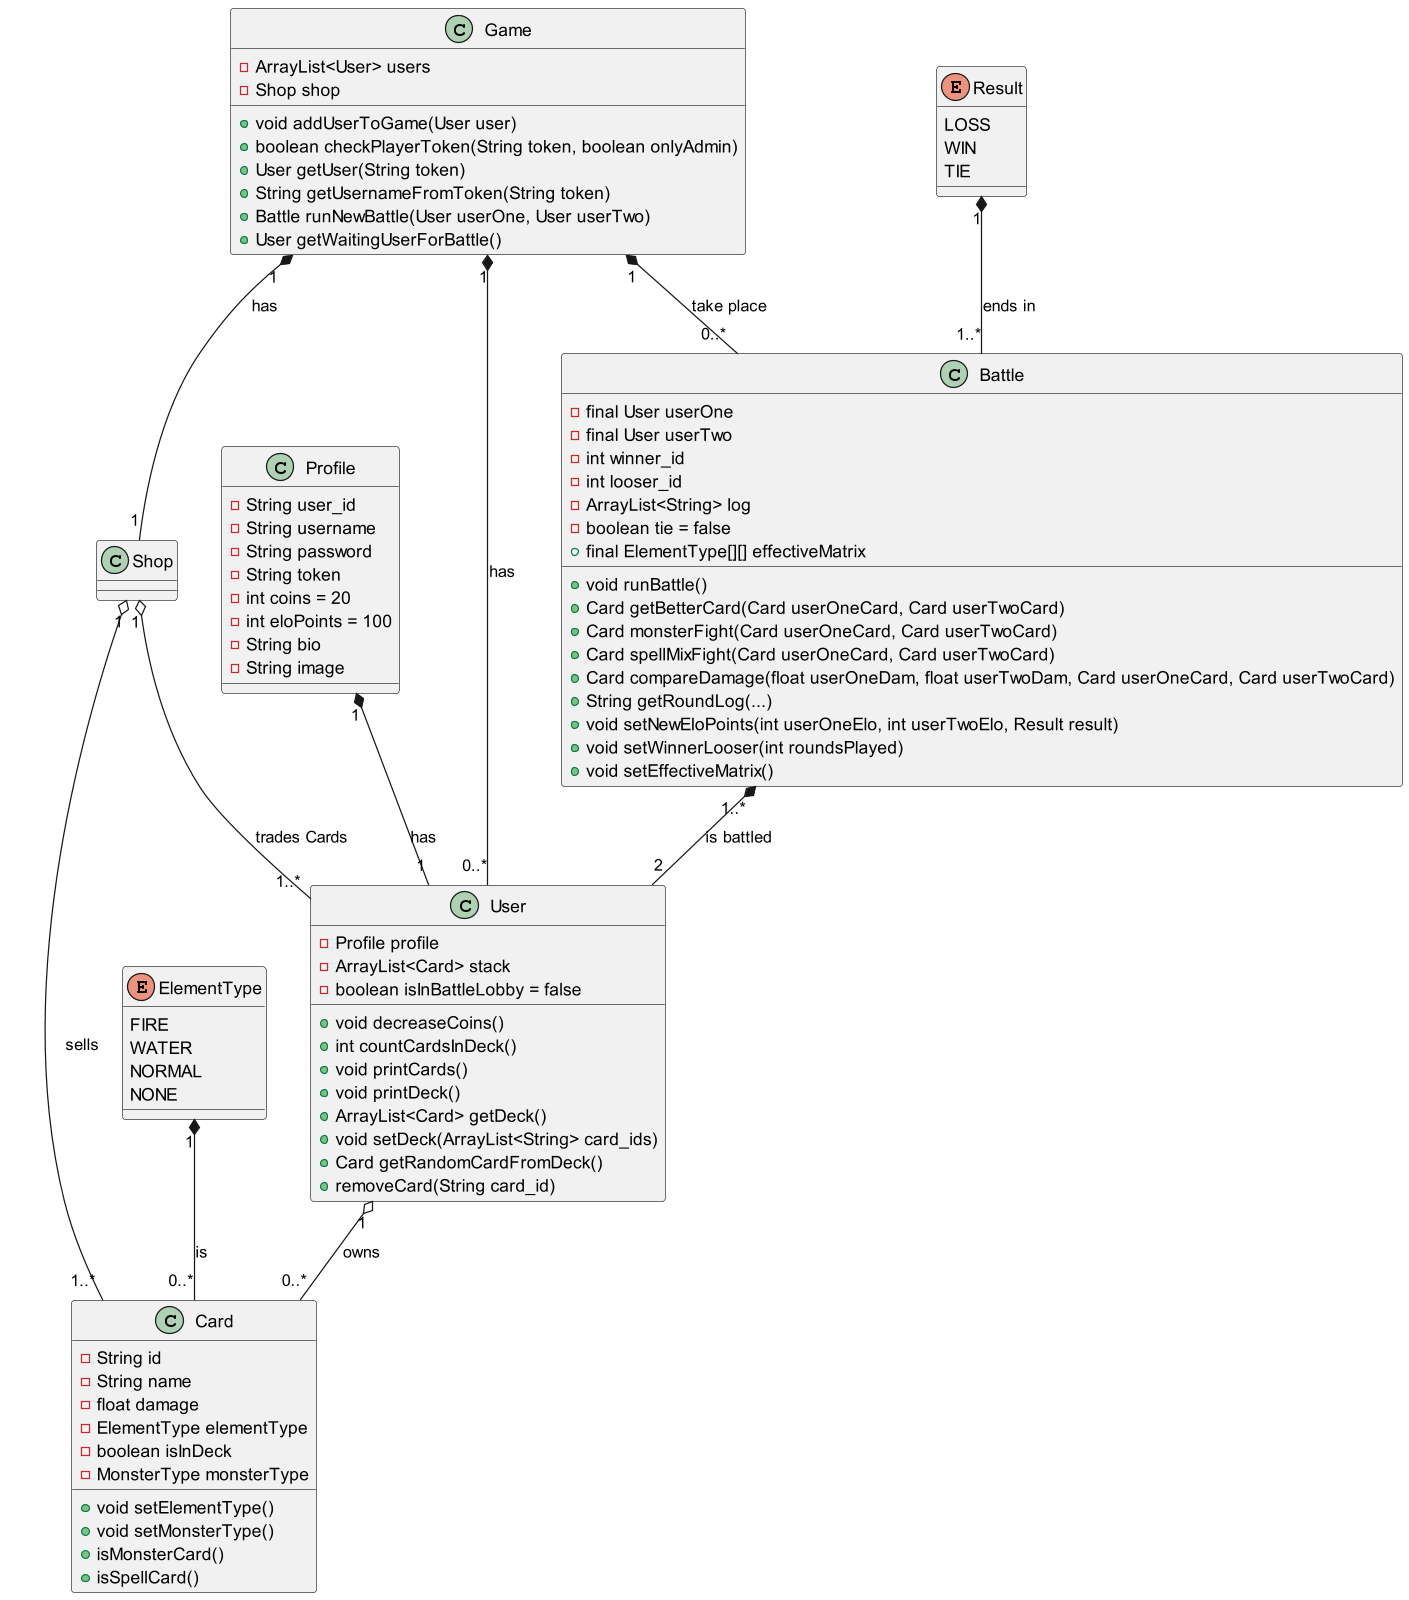 C Game
ArrayList<User> users
Shop shop
void addUserToGame(User user)
boolean checkPlayerToken(String token, boolean onlyAdmin)
User getUser(String token)
String getUsernameFromToken(String token)
Battle runNewBattle(User userOne, User userTwo)
User getWaitingUserForBattle()
E Result
LOSS
WIN
TIE
1
1
1
1
has
take place
ends in
0..*
1..*
C Battle
final User userOne
final User userTwo
int winner_id
int looser_id
ArrayList<String> log
boolean tie = false
final ElementType[][] effectiveMatrix
void runBattle()
Card getBetterCard(Card userOneCard, Card userTwoCard)
Card monsterFight(Card userOneCard, Card userTwoCard)
Card spellMixFight(Card userOneCard, Card userTwoCard)
Card compareDamage(float userOneDam, float userTwoDam, Card userOneCard, Card userTwoCard)
String getRoundLog(...)
void setNewEloPoints(int userOneElo, int userTwoElo, Result result)
void setWinnerLooser(int roundsPlayed)
void setEffectiveMatrix()
C Profile
String user_id
String username
String password
String token
int coins = 20
int eloPoints = 100
String bio
String image
1
C Shop
has
1
1
1
1..*
trades Cards
has
is battled
1..*
1
0..*
2
C User
Profile profile
ArrayList<Card> stack
boolean isInBattleLobby = false
void decreaseCoins()
int countCardsInDeck()
void printCards()
void printDeck()
ArrayList<Card> getDeck()
void setDeck(ArrayList<String> card_ids)
Card getRandomCardFromDeck()
removeCard(String card_id)
E ElementType
FIRE
WATER
NORMAL
NONE
sells
1
1
is
owns
1..*
0..*
0..*
C Card
String id
String name
float damage
ElementType elementType
boolean isInDeck
MonsterType monsterType
void setElementType()
void setMonsterType()
isMonsterCard()
isSpellCard()